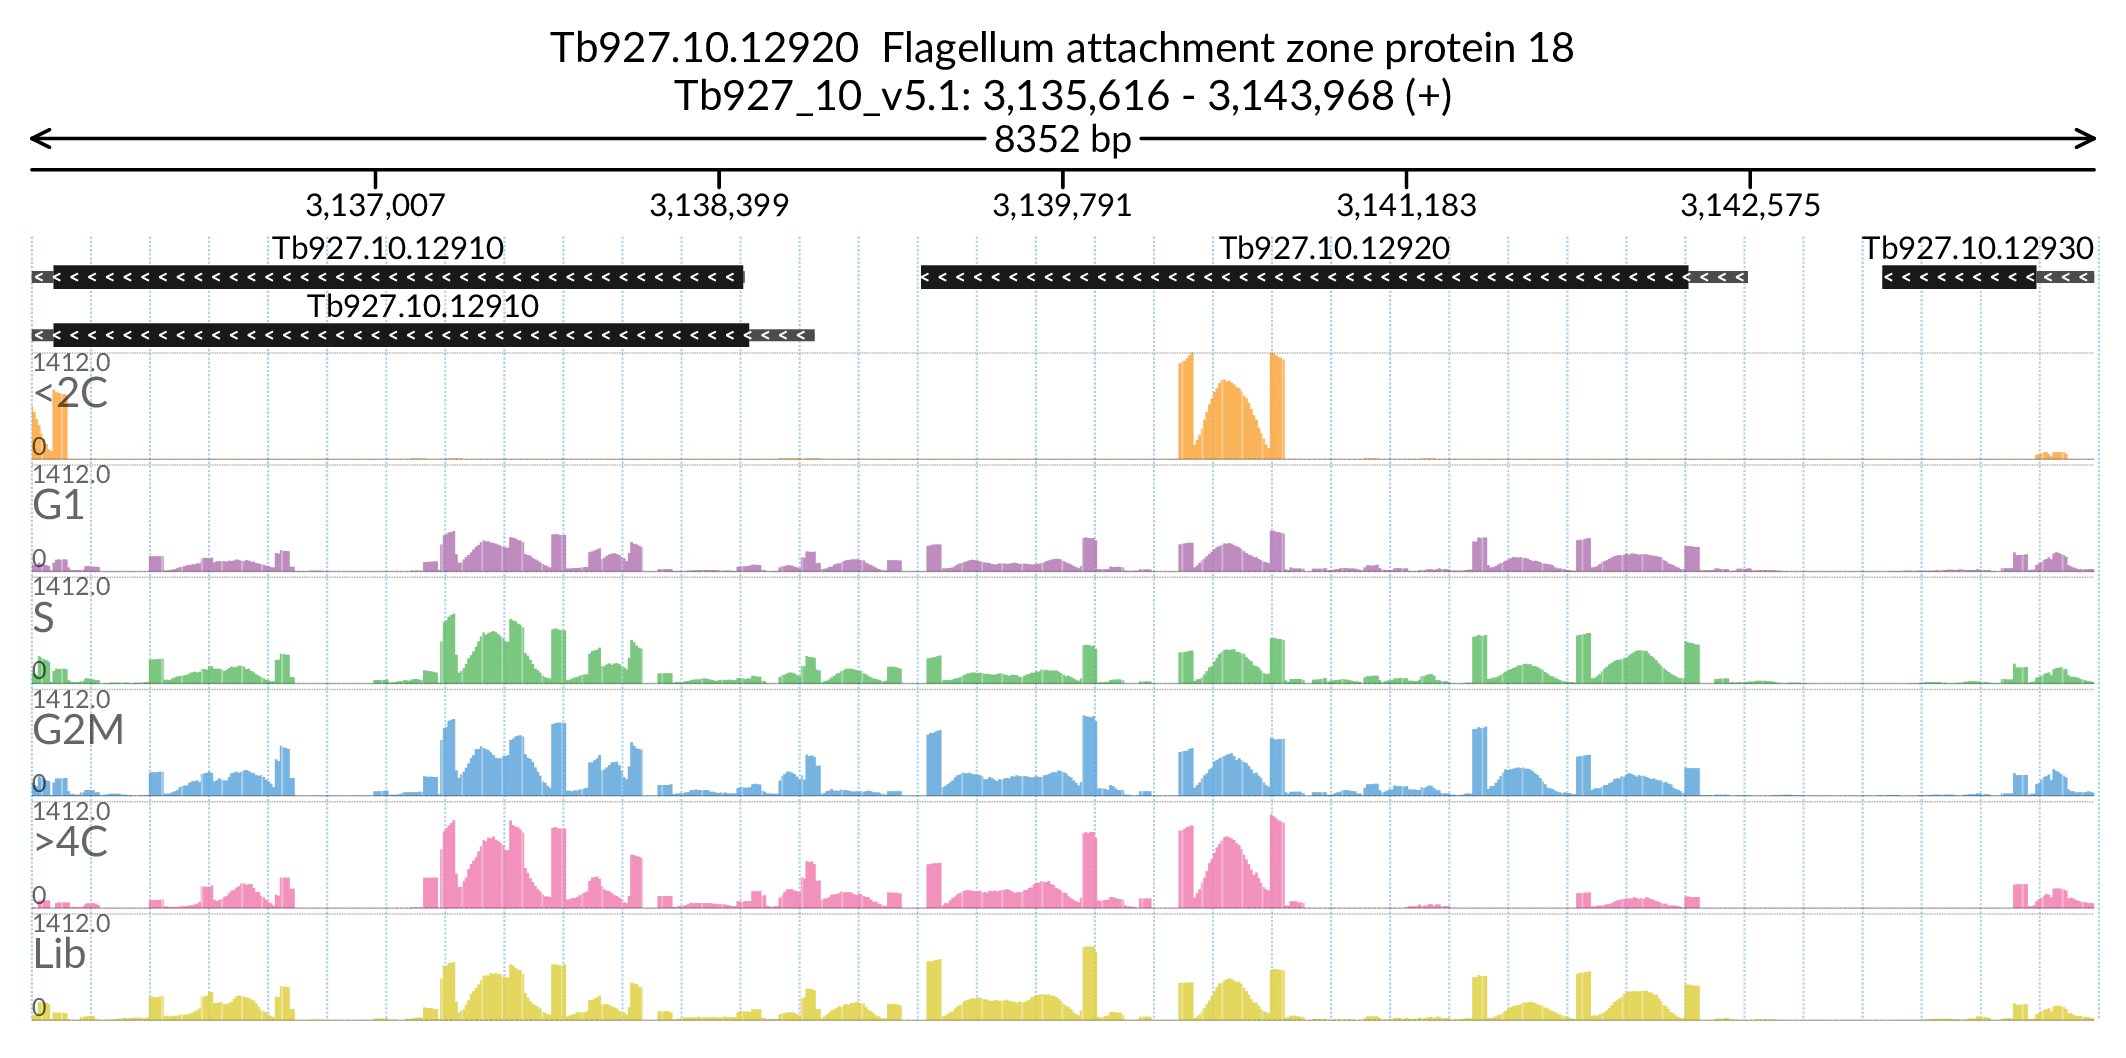 Tb927.10.12920  Flagellum attachment zone protein 18
Tb927_10_v5.1: 3,135,616 - 3,143,968 (+)
8352 bp
3,137,007 3,138,399 3,139,791 3,141,183 3,142,575
Tb927.10.12910 Tb927.10.12920 Tb927.10.12930
Tb927.10.12910
1412.0
<2C
0
1412.0
G1
0
1412.0
S
0
1412.0
G2M
0
1412.0
>4C
0
1412.0
Lib
0